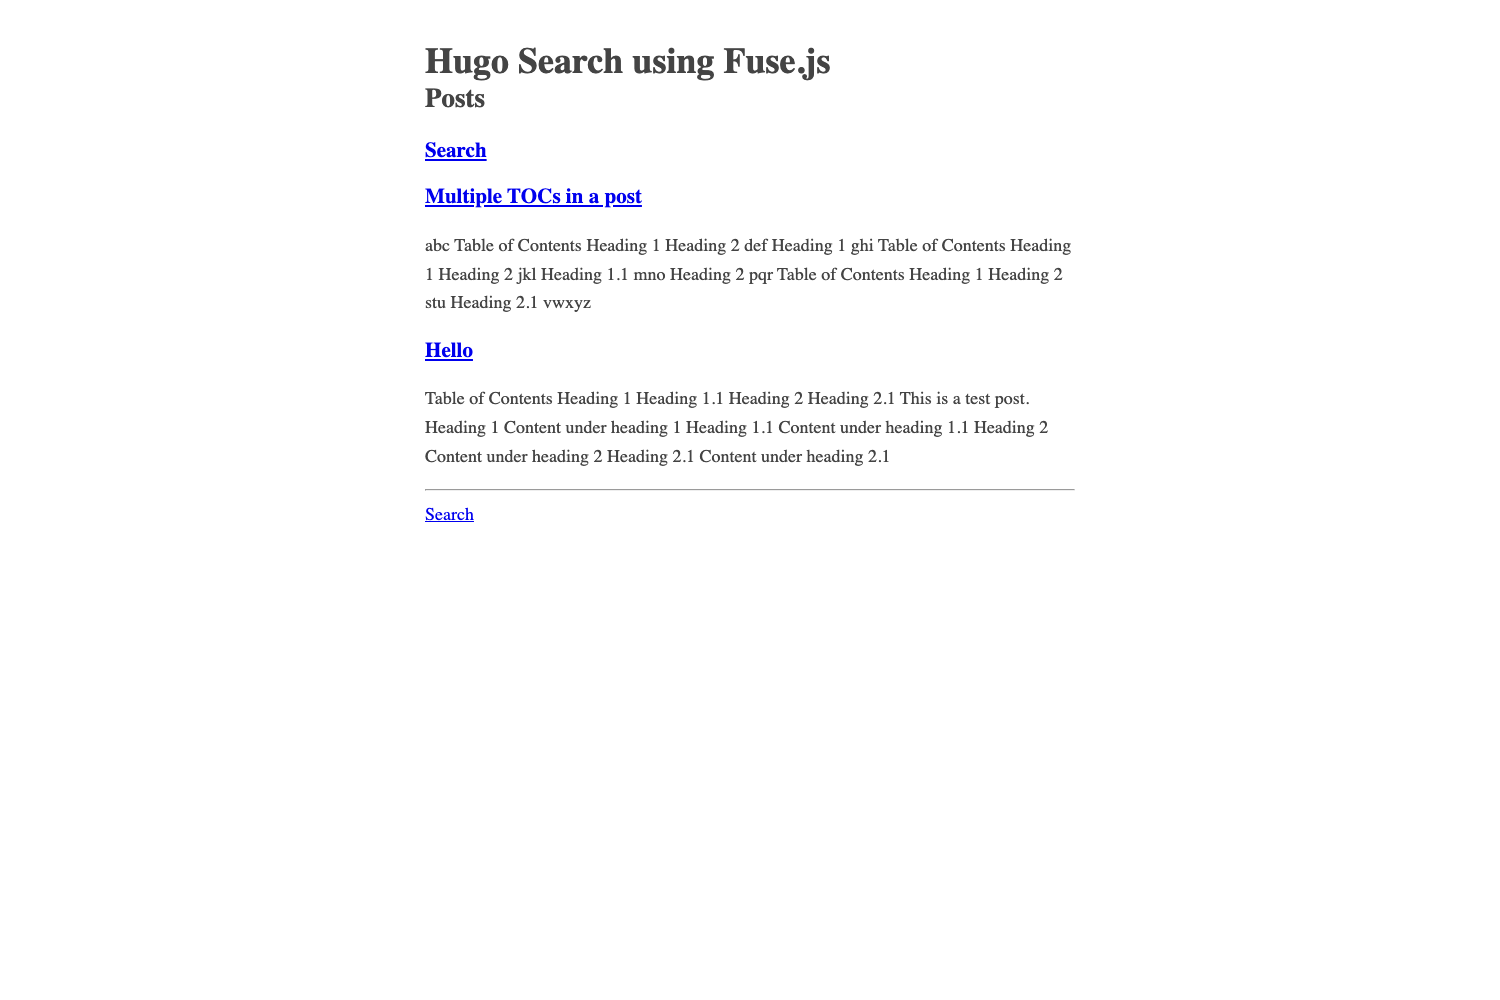 Hugo Search using Fuse.js
Posts
Search
Multiple TOCs in a post
abc Table of Contents Heading 1 Heading 2 def Heading 1 ghi Table of Contents Heading
1 Heading 2 jkl Heading 1.1 mno Heading 2 pqr Table of Contents Heading 1 Heading 2
stu Heading 2.1 vwxyz
Hello
Table of Contents Heading 1 Heading 1.1 Heading 2 Heading 2.1 This is a test post.
Heading 1 Content under heading 1 Heading 1.1 Content under heading 1.1 Heading 2
Content under heading 2 Heading 2.1 Content under heading 2.1
Search